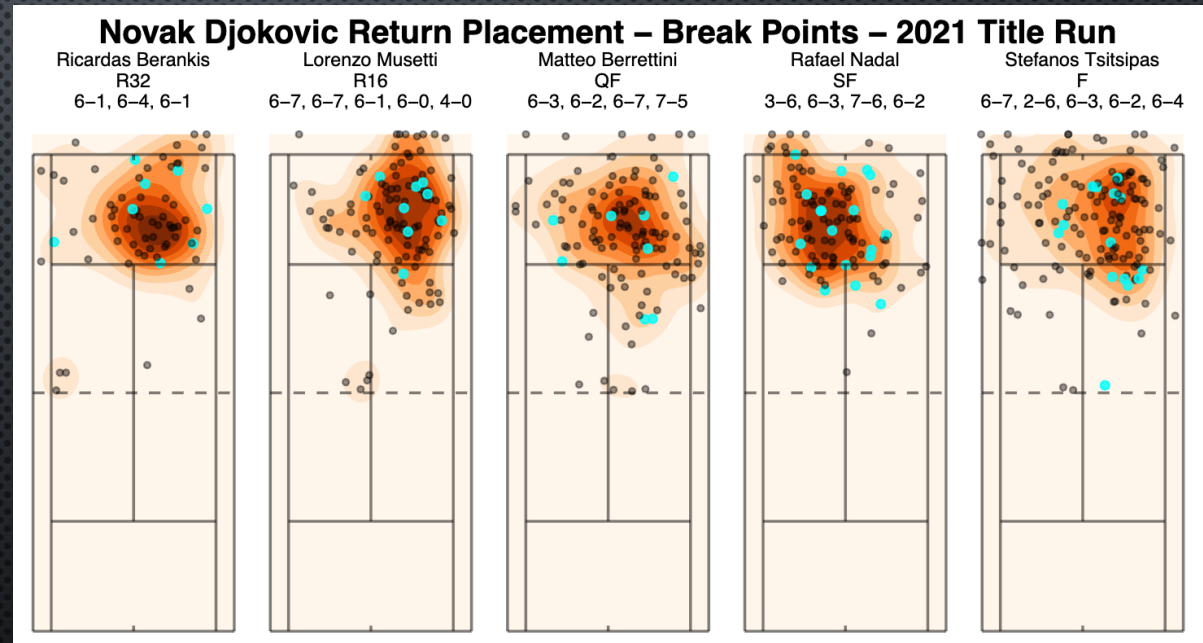 Novak Djokovic Return Placement – Break Points – 2021 Title Run
Ricardas Berankis
R32
6–1, 6–4, 6–1
Lorenzo Musetti
R16
6–7, 6–7, 6–1, 6–0, 4–0
Matteo Berrettini
QF
6–3, 6–2, 6–7, 7–5
Rafael Nadal
SF
3–6, 6–3, 7–6, 6–2
Stefanos Tsitsipas
F
6–7, 2–6, 6–3, 6–2, 6–4